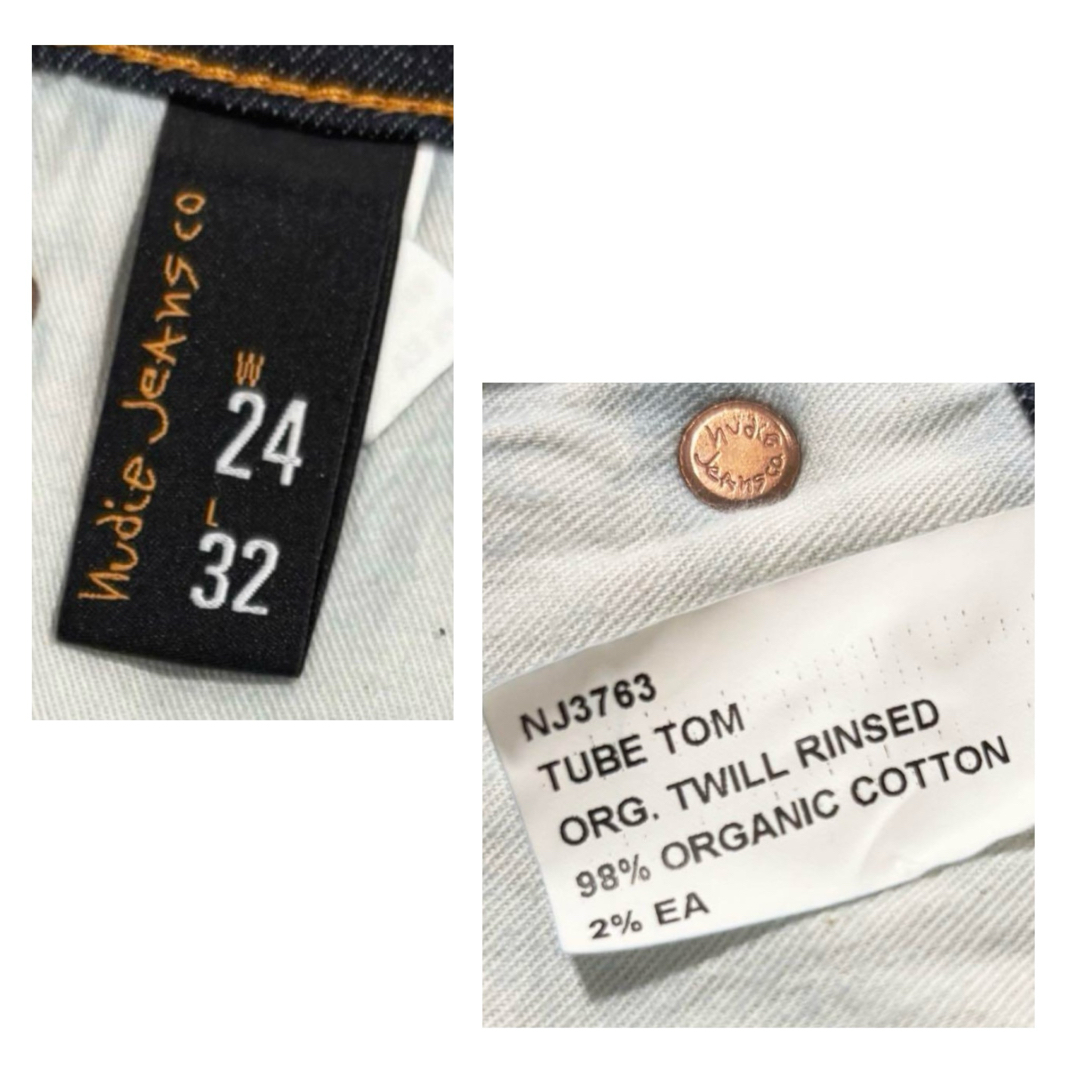 Nudie Jeans co
W
24
L
32
nudie
Jeans co
NJ3763
TUBE TOM
ORG. TWILL RINSED
98% ORGANIC COTTON
2% EA